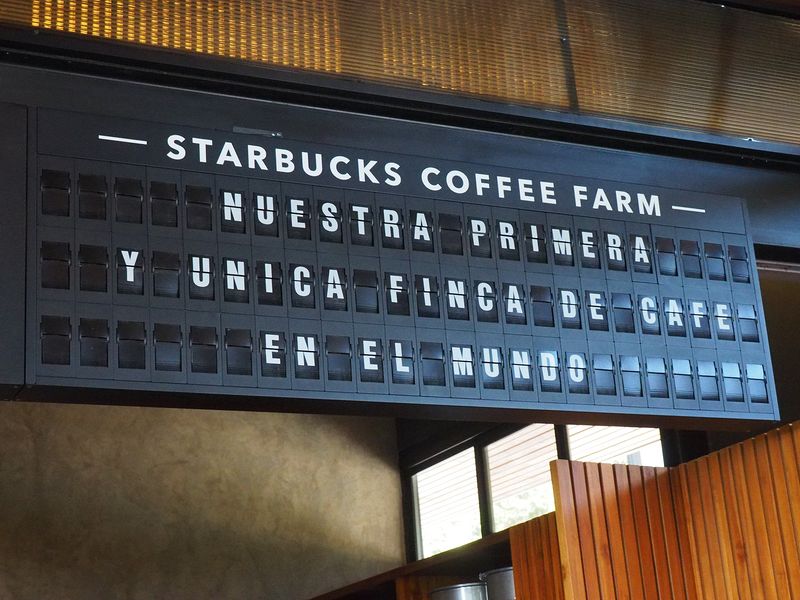 — STARBUCKS COFFEE FARM —
NUESTRA PRIMERA
Y UNICA FINCA DE CAFE
EN EL MUNDO